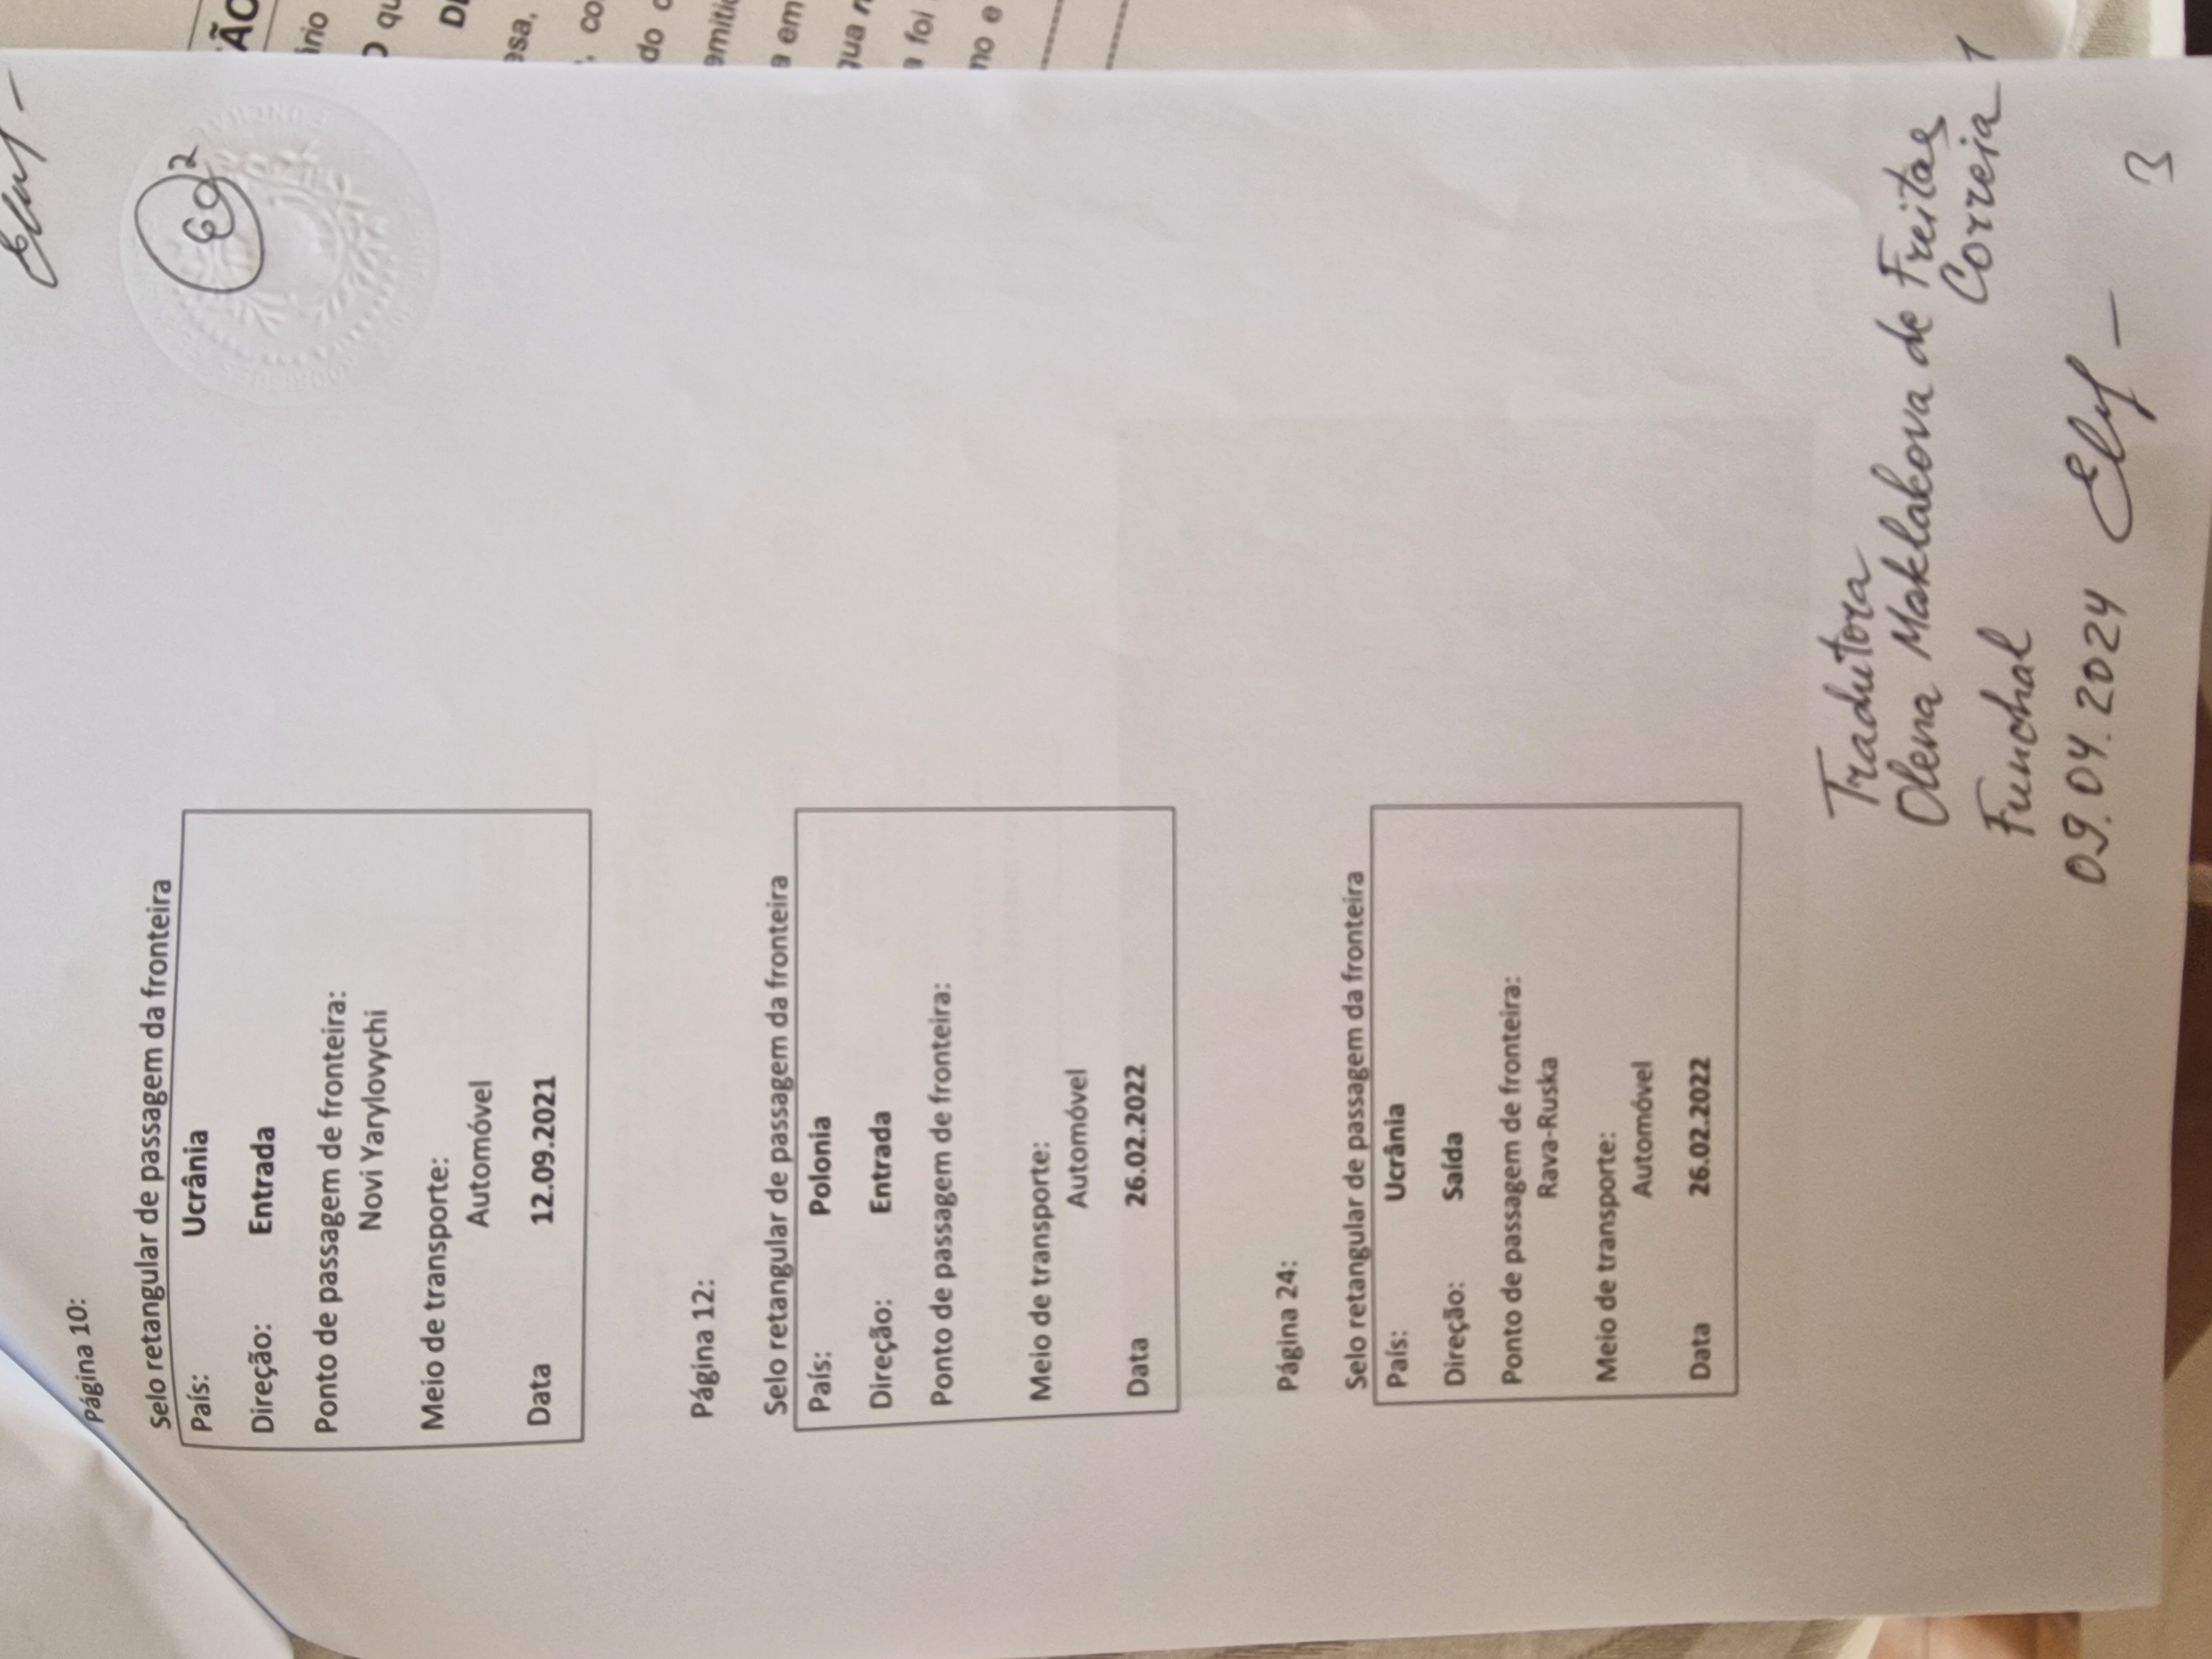 Página 10:
Selo retangular de passagem da fronteira
País: Ucrânia
Direção: Entrada
Ponto de passagem de fronteira:
Novi Yarylovychi
Meio de transporte:
Automóvel
Data 12.09.2021
Página 12:
Selo retangular de passagem da fronteira
País: Polonia
Direção: Entrada
Ponto de passagem de fronteira:
Meio de transporte:
Automóvel
Data 26.02.2022
Página 24:
Selo retangular de passagem da fronteira
País: Ucrânia
Direção: Saída
Ponto de passagem de fronteira:
Rava-Ruska
Meio de transporte:
Automóvel
Data 26.02.2022
Tradutora
Olena Maklakova de Freitas
Correia
Funchal
09.04.2024
3
ÃO
qu
co
do
em
foi
e